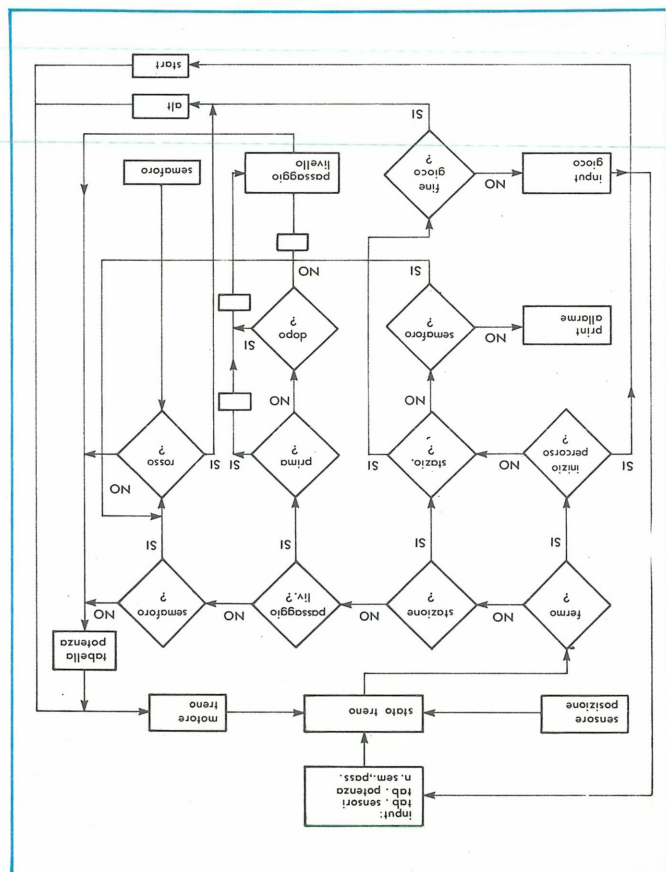 input:
tab . sensori
tab . potenza
n. sem.,pass.
sensore
posizione
stato treno
motore
treno
tabella
potenza
fermo
?
NO
stazione
?
NO
passaggio
liv.?
NO
semaforo
?
NO
SI
SI
SI
SI
inizio
percorso
?
SI
NO
stazio.
?
SI
NO
prima
?
SI
NO
rosso
?
SI
NO
print
allarme
NO
semaforo
?
SI
dopo
?
SI
NO
input
gioco
NO
fine
gioco
?
SI
passaggio
livello
semaforo
alt
start